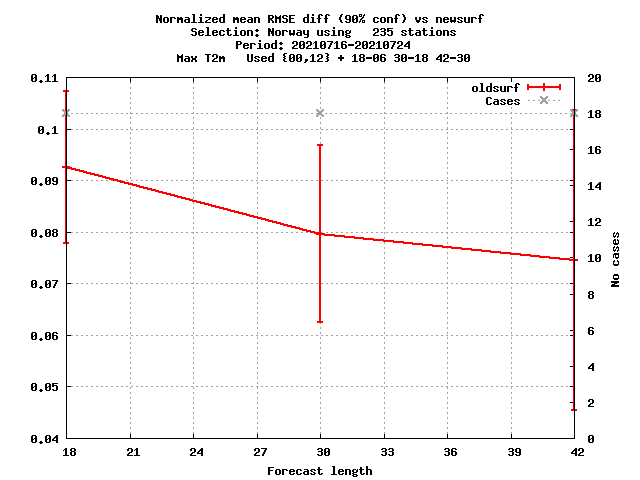 Normalized mean RMSE diff (90% conf) vs newsurf
Selection: Norway using   235 stations
Period: 20210716-20210724
Max T2m   Used {00,12} + 18-06 30-18 42-30
oldsurf
Cases
0.11
0.1
0.09
0.08
0.07
0.06
0.05
0.04
20
18
16
14
12
10
8
6
4
2
0
No cases
18 21 24 27 30 33 36 39 42
Forecast length